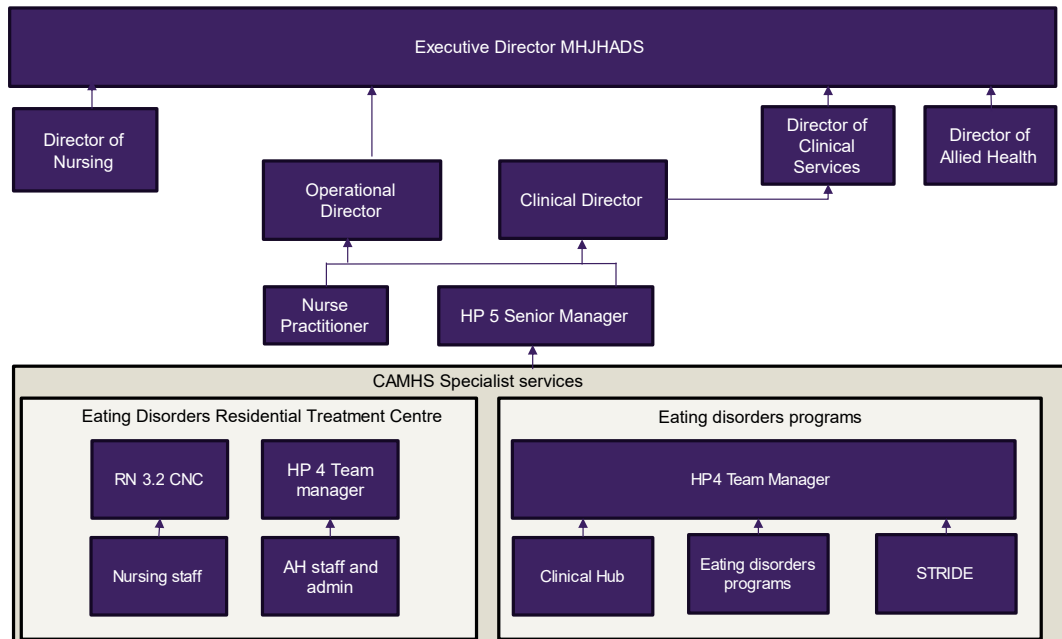 Executive Director MHJHADS
Director of
Nursing
Director of
Clinical
Services
Director of
Allied Health
Operational
Director
Clinical Director
Nurse
Practitioner
HP 5 Senior Manager
CAMHS Specialist services
Eating Disorders Residential Treatment Centre
Eating disorders programs
RN 3.2 CNC
HP 4 Team
manager
HP4 Team Manager
Nursing staff
AH staff and
admin
Clinical Hub
Eating disorders
programs
STRIDE